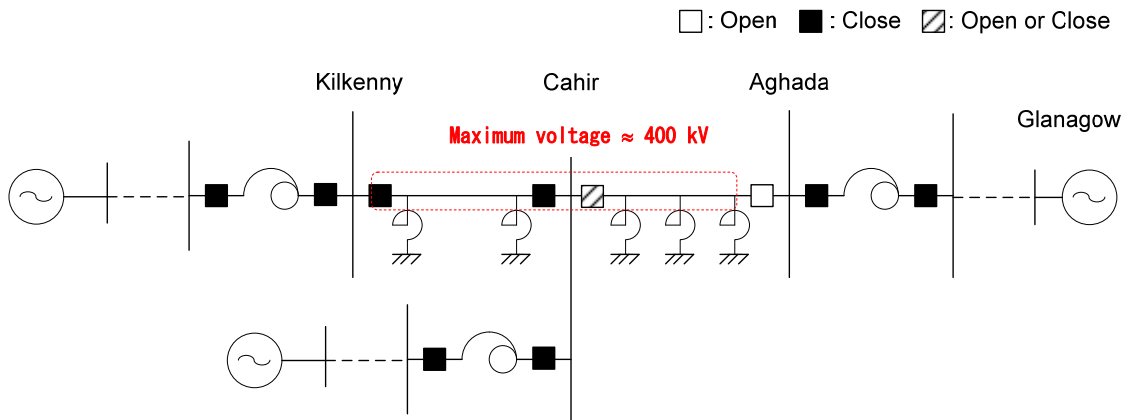 : Open : Close : Open or Close
Kilkenny Cahir Aghada
Glanagow
Maximum voltage ≈ 400 kV